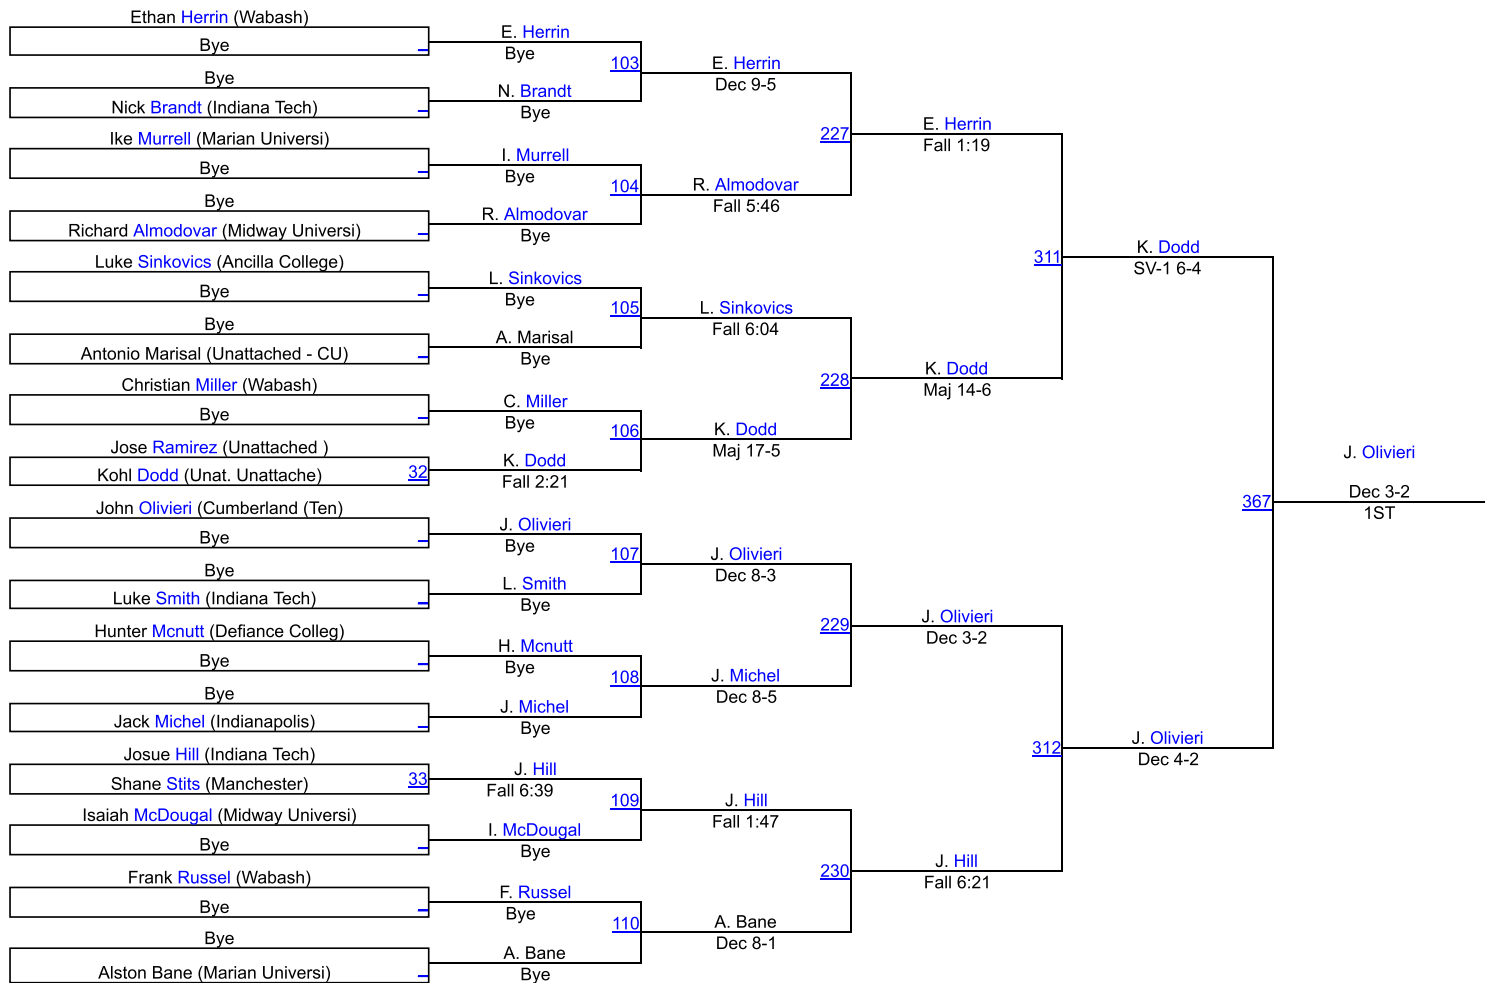 Ethan Herrin (Wabash)
Bye
Bye
Nick Brandt (Indiana Tech)
Ike Murrell (Marian Universi)
Bye
Bye
Richard Almodovar (Midway Universi)
Luke Sinkovics (Ancilla College)
Bye
Bye
Antonio Marisal (Unattached - CU)
Christian Miller (Wabash)
Bye
Jose Ramirez (Unattached )
Kohl Dodd (Unat. Unattache)
32
John Olivieri (Cumberland (Ten)
Bye
Bye
Luke Smith (Indiana Tech)
Hunter Mcnutt (Defiance Colleg)
Bye
Bye
Jack Michel (Indianapolis)
Josue Hill (Indiana Tech)
Shane Stits (Manchester)
33
Isaiah McDougal (Midway Universi)
Bye
Frank Russel (Wabash)
Bye
Bye
Alston Bane (Marian Universi)
E. Herrin
Bye
103
N. Brandt
Bye
I. Murrell
Bye
104
R. Almodovar
Bye
L. Sinkovics
Bye
105
A. Marisal
Bye
C. Miller
Bye
106
K. Dodd
Fall 2:21
J. Olivieri
Bye
107
L. Smith
Bye
H. Mcnutt
Bye
108
J. Michel
Bye
J. Hill
Fall 6:39
109
I. McDougal
Bye
F. Russel
Bye
110
A. Bane
Bye
E. Herrin
Dec 9-5
227
R. Almodovar
Fall 5:46
L. Sinkovics
Fall 6:04
228
K. Dodd
Maj 17-5
J. Olivieri
Dec 8-3
229
J. Michel
Dec 8-5
J. Hill
Fall 1:47
230
A. Bane
Dec 8-1
E. Herrin
Fall 1:19
311
K. Dodd
Maj 14-6
J. Olivieri
Dec 3-2
312
J. Hill
Fall 6:21
K. Dodd
SV-1 6-4
367
J. Olivieri
Dec 4-2
J. Olivieri
Dec 3-2
1ST